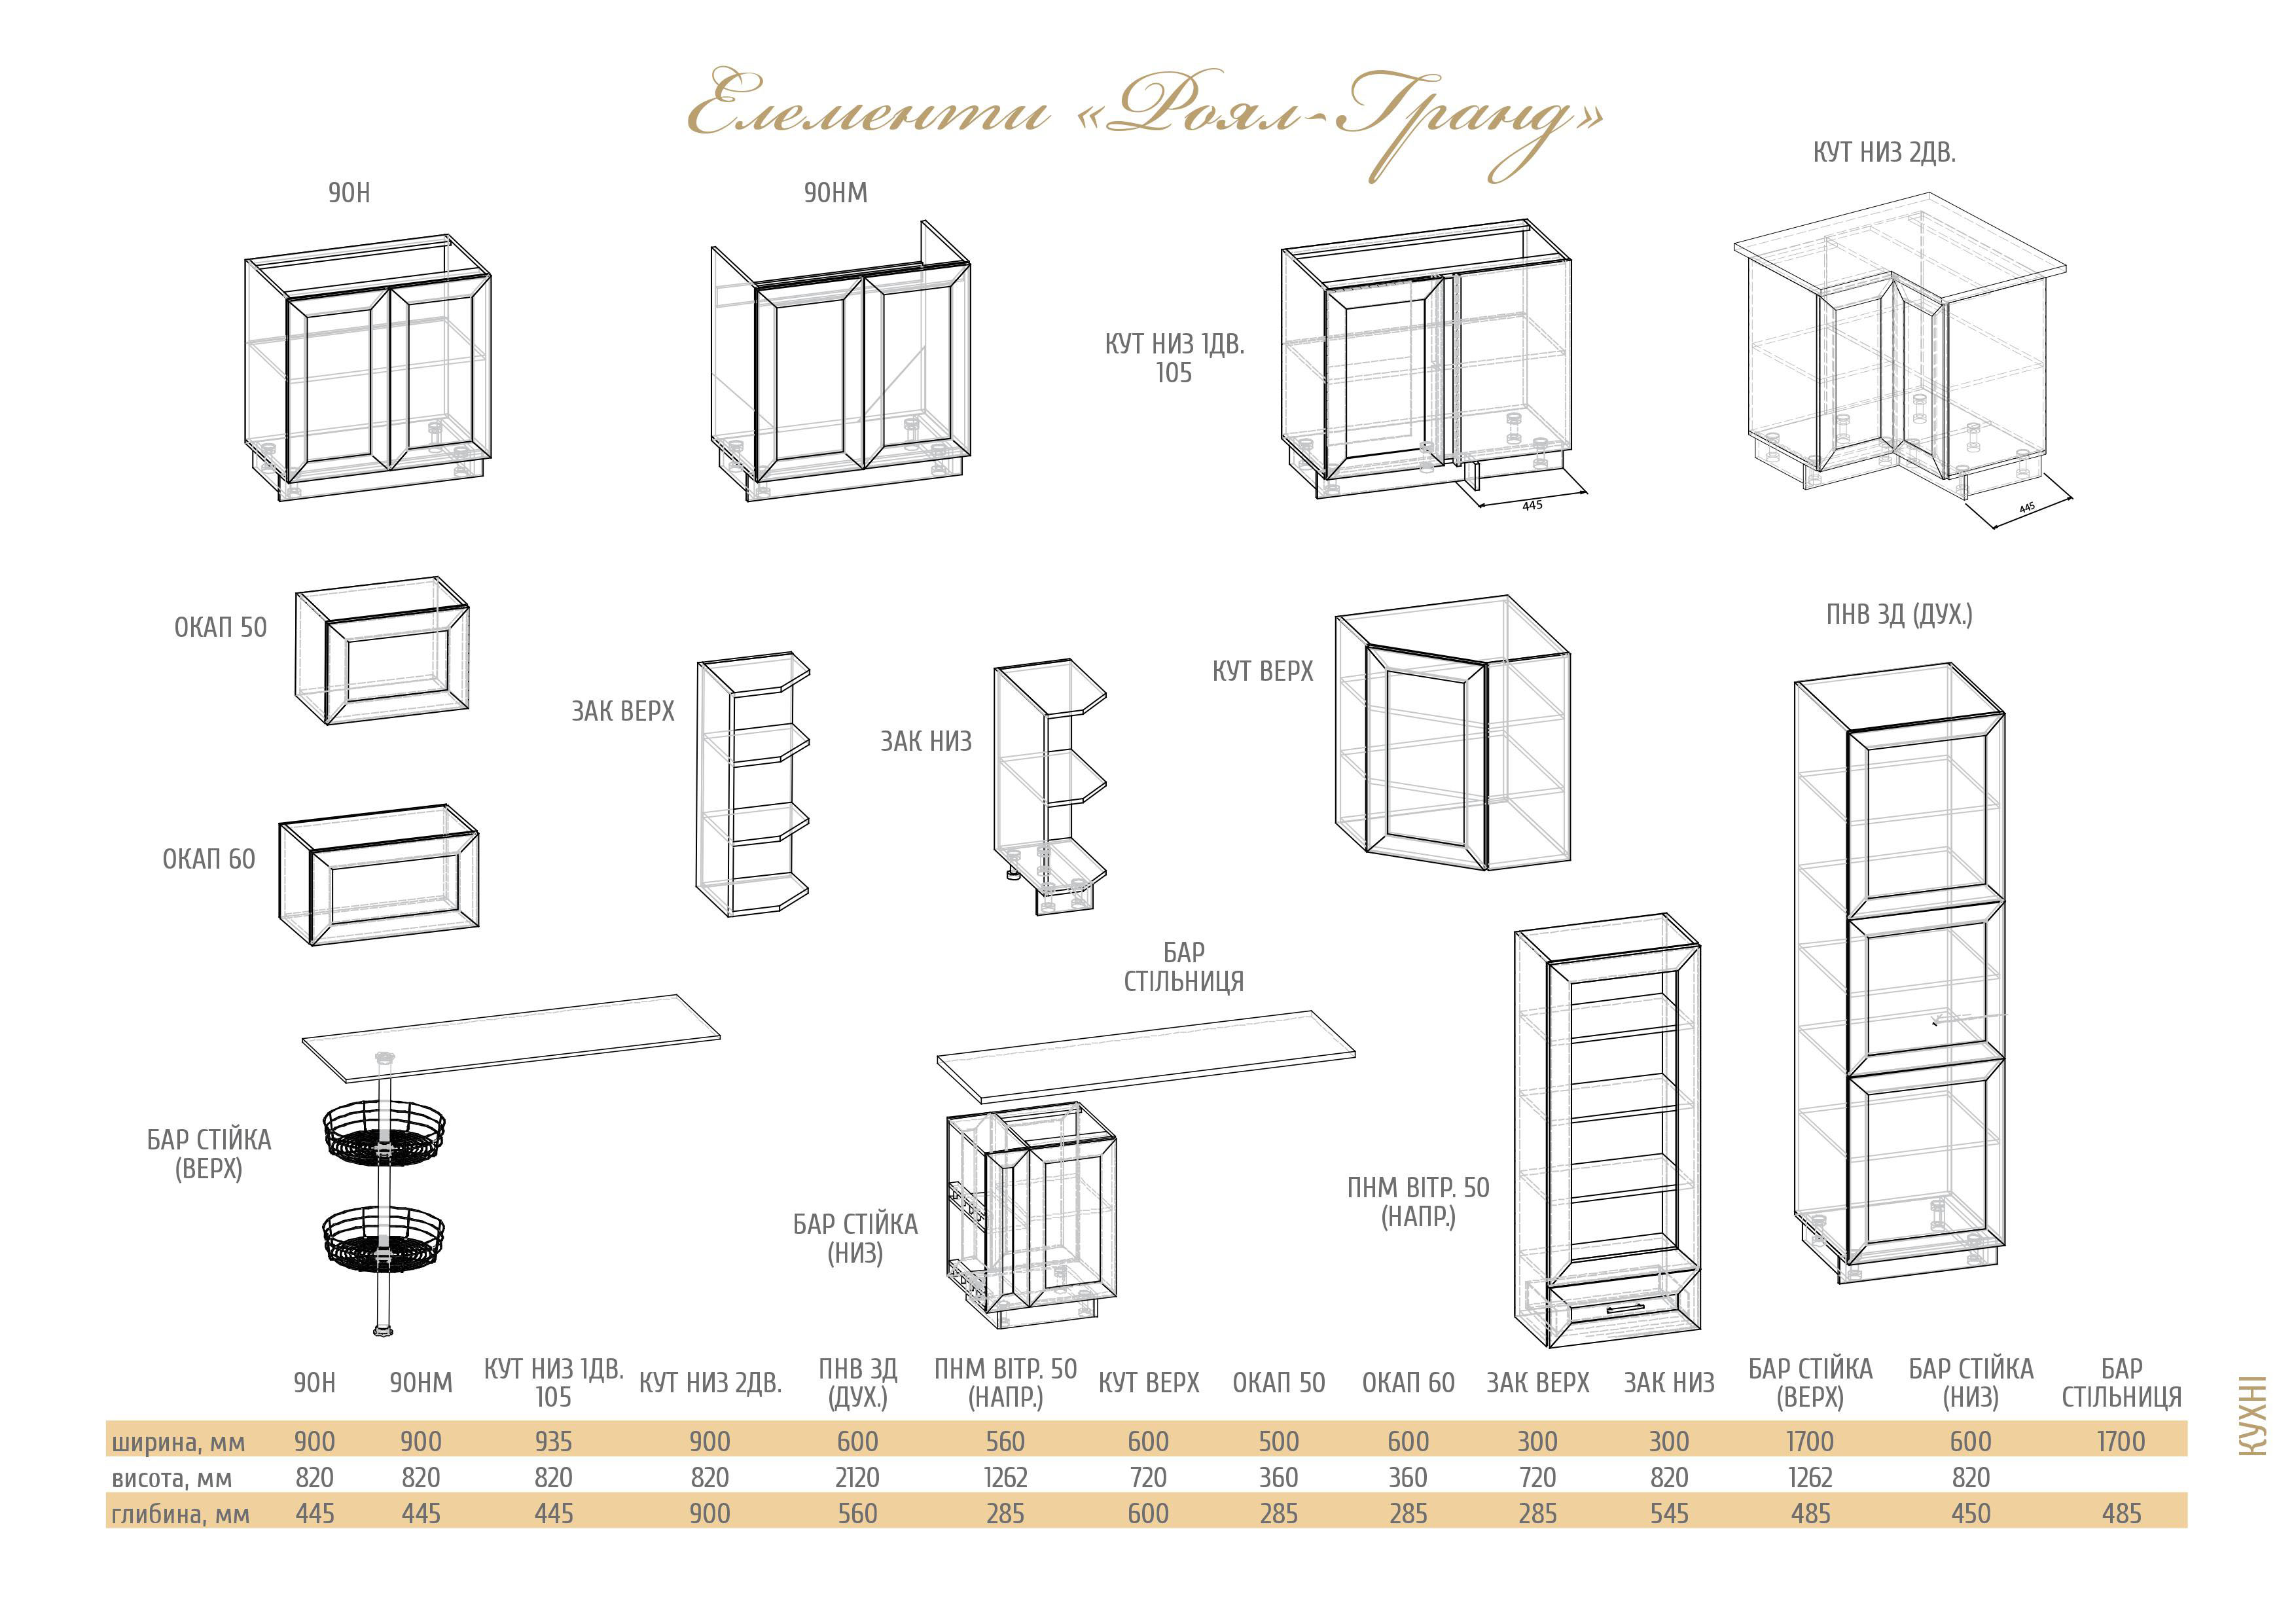 Елементи «Роял-Гранд»
КУТ НИЗ 2ДВ.
90Н
90НМ
КУТ НИЗ 1ДВ.
105
445
445
ОКАП 50
ПНВ 3Д (ДУХ.)
КУТ ВЕРХ
ЗАК ВЕРХ
ЗАК НИЗ
ОКАП 60
БАР
СТІЛЬНИЦЯ
БАР СТІЙКА
(ВЕРХ)
ПНМ ВІТР. 50
(НАПР.)
БАР СТІЙКА
(НИЗ)
90Н 90НМ КУТ НИЗ 1ДВ. 105 КУТ НИЗ 2ДВ. ПНВ 3Д (ДУХ.) ПНМ ВІТР. 50 (НАПР.) КУТ ВЕРХ ОКАП 50 ОКАП 60 ЗАК ВЕРХ ЗАК НИЗ БАР СТІЙКА (ВЕРХ) БАР СТІЙКА (НИЗ) БАР СТІЛЬНИЦЯ
ширина, мм 900 900 935 900 600 560 600 500 600 300 300 1700 600 1700
висота, мм 820 820 820 820 2120 1262 720 360 360 720 820 1262 820
глибина, мм 445 445 445 900 560 285 600 285 285 285 545 485 450 485
КУХНІ